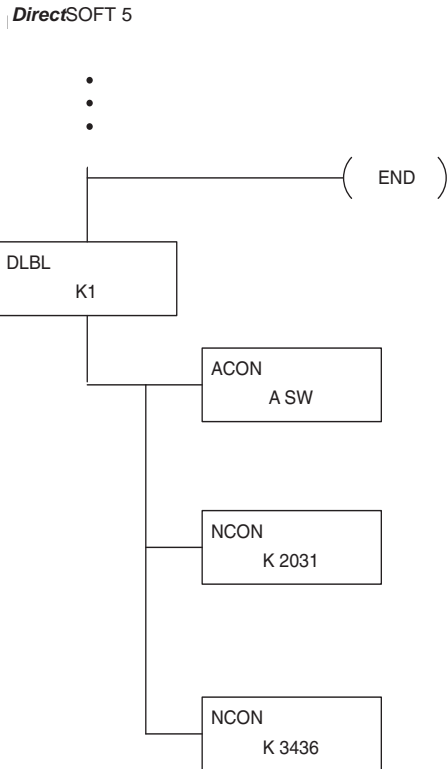 DirectSOFT 5
END
DLBL
K1
ACON
A SW
NCON
K 2031
NCON
K 3436